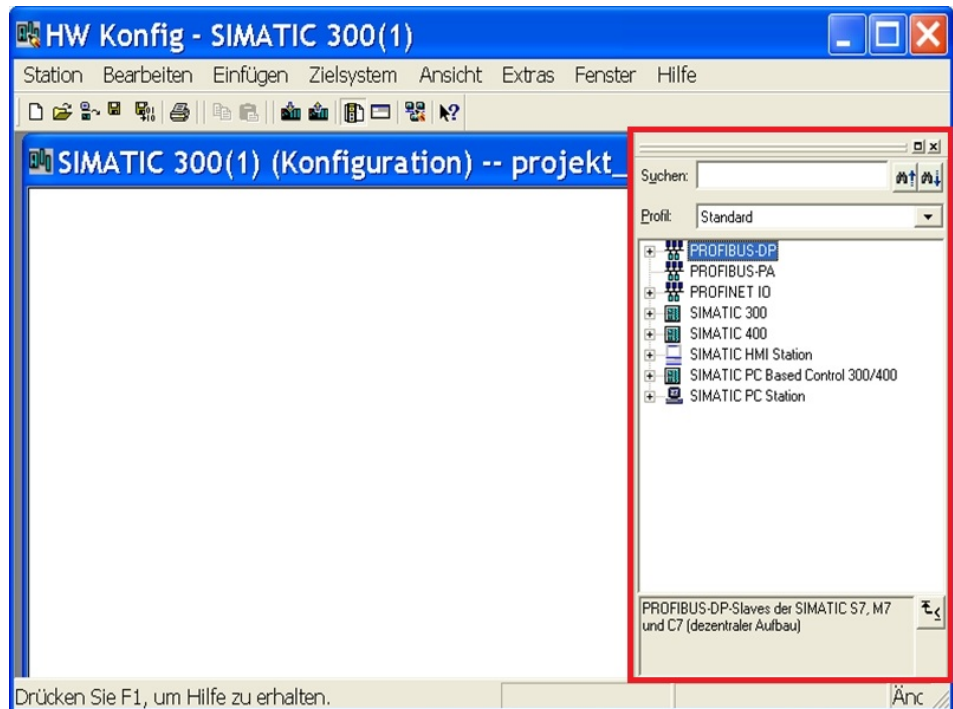 HW Konfig - SIMATIC 300(1)
Station Bearbeiten Einfügen Zielsystem Ansicht Extras Fenster Hilfe
SIMATIC 300(1) (Konfiguration) -- projekt_
Suchen:
Profil: Standard
PROFIBUS-DP
PROFIBUS-PA
PROFINET IO
SIMATIC 300
SIMATIC 400
SIMATIC HMI Station
SIMATIC PC Based Control 300/400
SIMATIC PC Station
PROFIBUS-DP-Slaves der SIMATIC S7, M7
und C7 (dezentraler Aufbau)
Drücken Sie F1, um Hilfe zu erhalten.
Änc